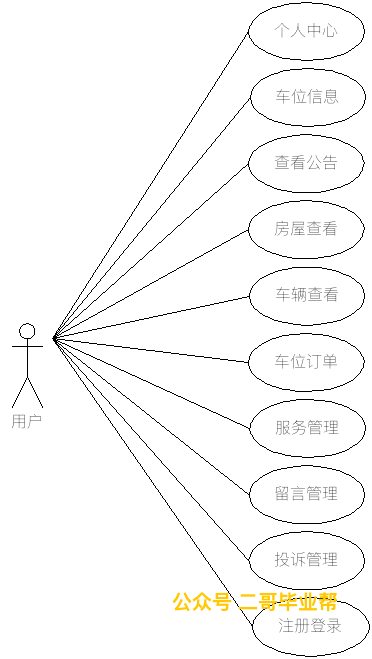 个人中心
车位信息
查看公告
房屋查看
车辆查看
车位订单
用户
服务管理
留言管理
投诉管理
公众号 二哥毕业帮
注册登录